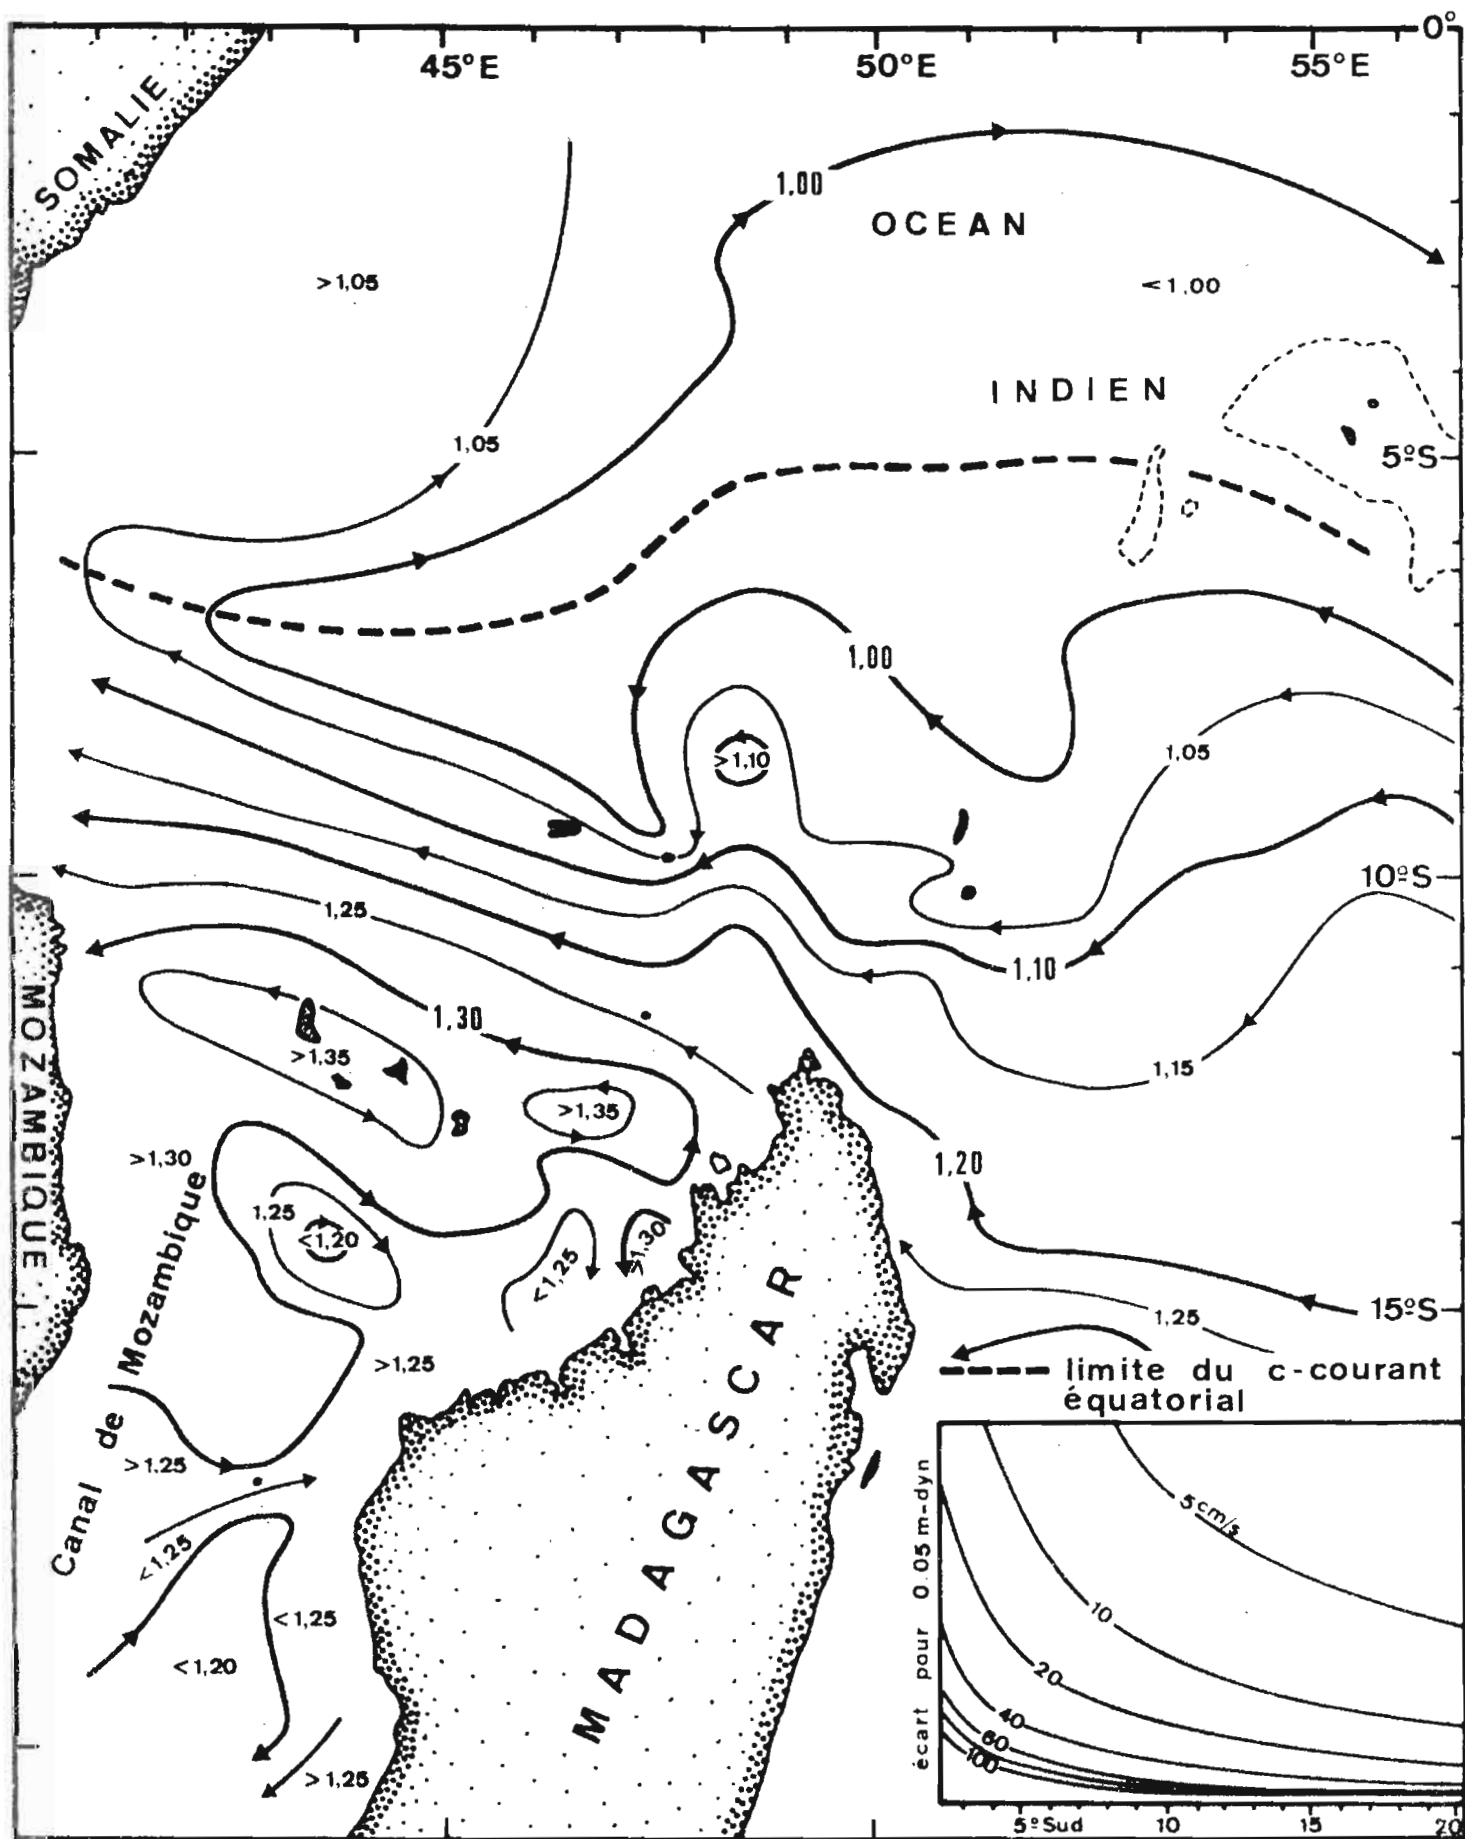 0°
45°E
50°E
55°E
SOMALIE
1.00
OCEAN
>1,05
<1,00
INDIEN
1,05
5ºS
1.00
1,05
>1,10
10ºS
1,25
1,10
1,30
>1,35
1,15
>1,35
MOZAMBIQUE
>1,30
1,20
1,25
<1,20
<1,25
>1,30
15ºS
1,25
Canal de Mozambique
>1,25
limite du c-courant
équatorial
>1,25
MADAGASCAR
<1,25
<1,25
<1,20
>1,25
écart pour 0.05 m-dyn
5 cm/s
10
20
40
60
100
5º Sud
10
15
20